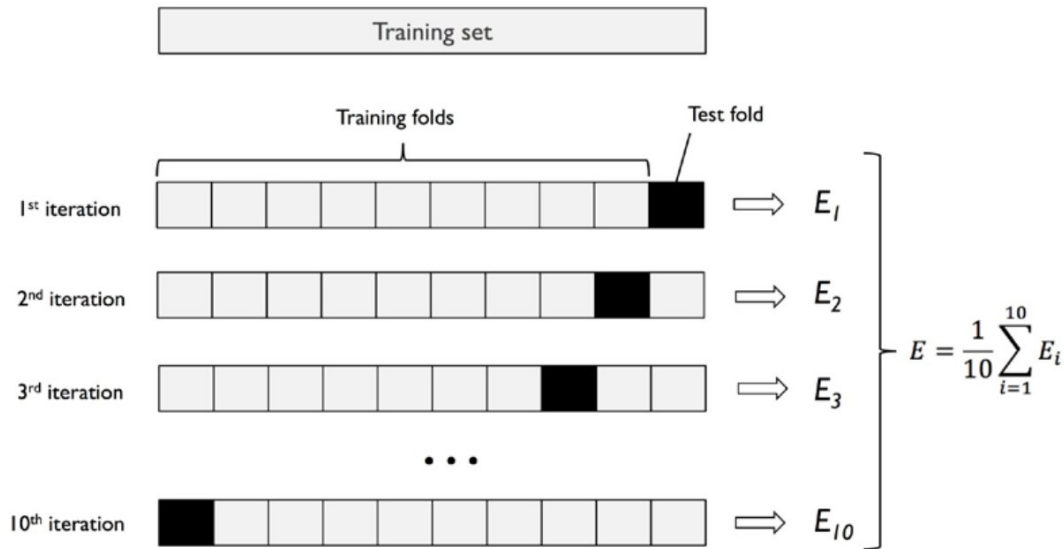 Training set
Training folds
Test fold
1st iteration
E1
2nd iteration
E2
3rd iteration
E3
E = 1/10 10∑i=1 Ei
• • •
10th iteration
E10